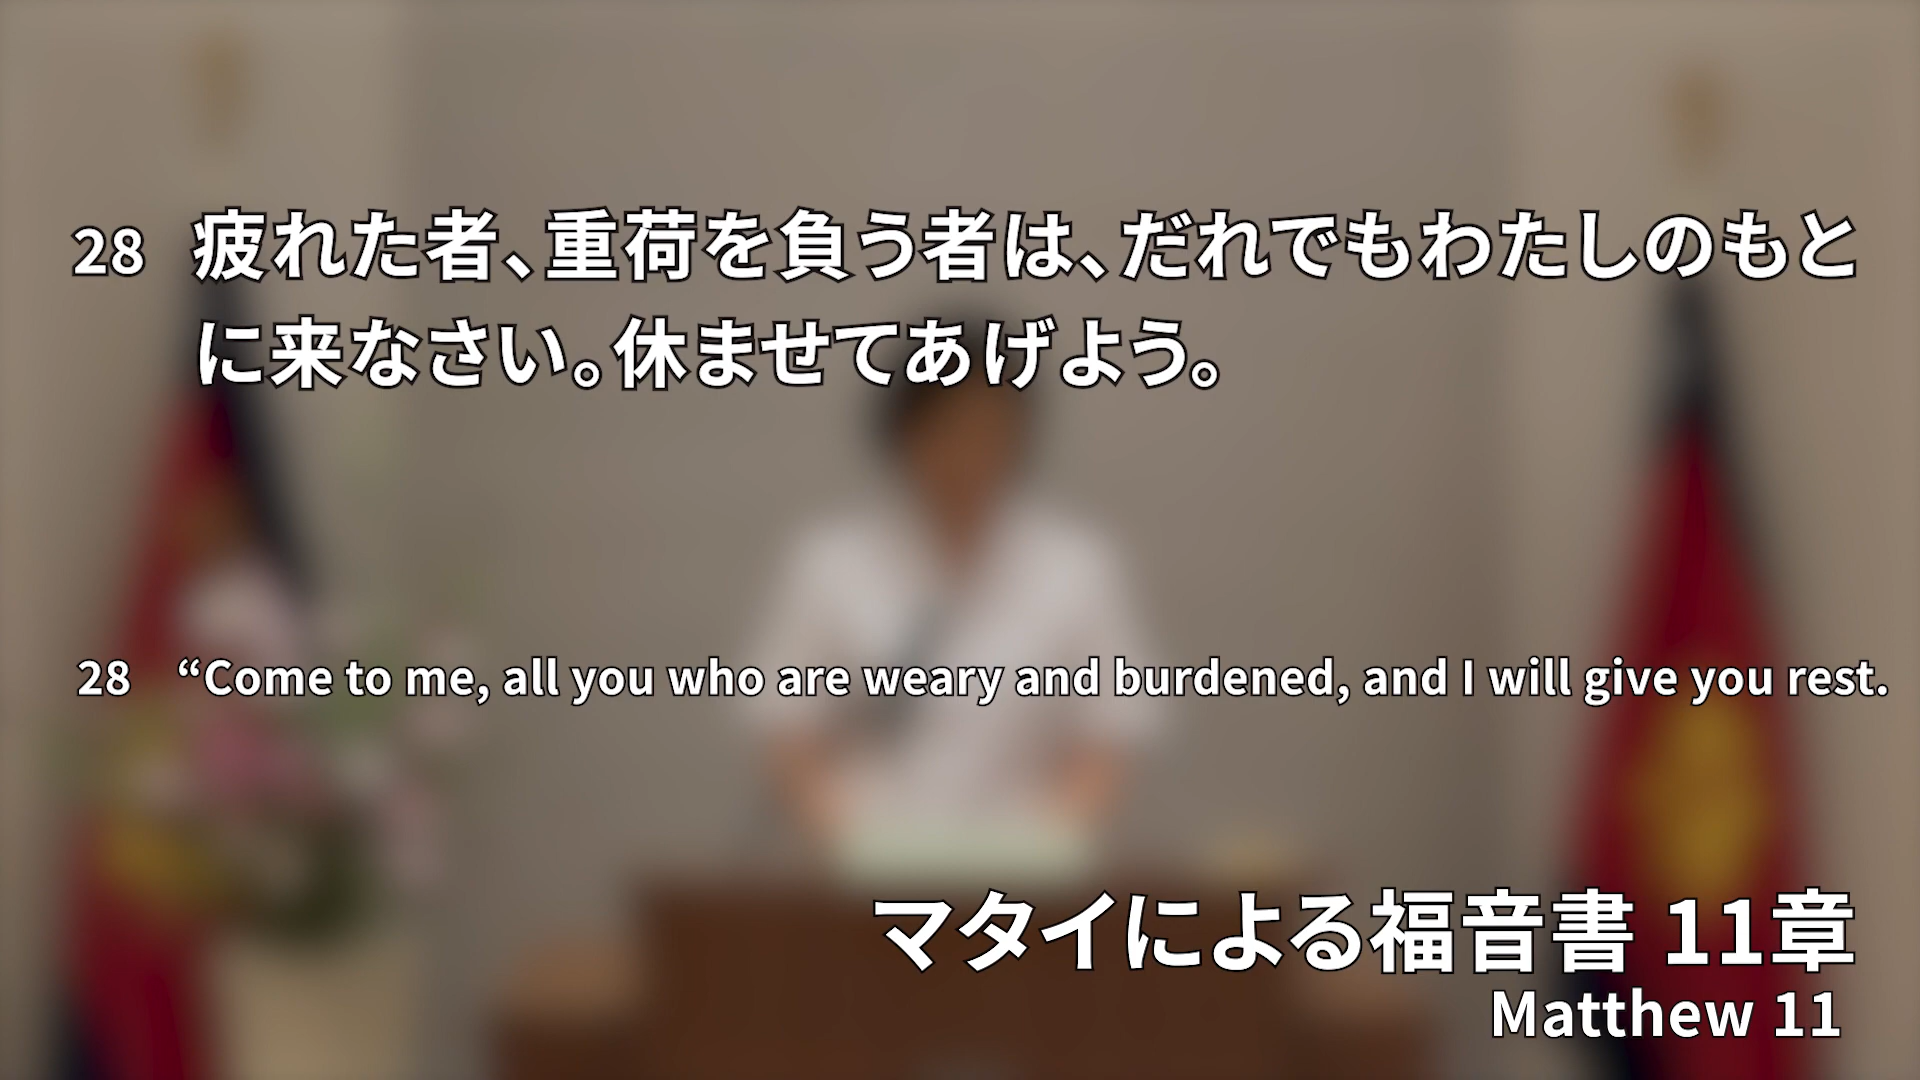 28 疲れた者、重荷を負う者は、だれでもわたしのもと
に来なさい。休ませてあげよう。
28 “Come to me, all you who are weary and burdened, and I will give you rest.
マタイによる福音書 11章
Matthew 11